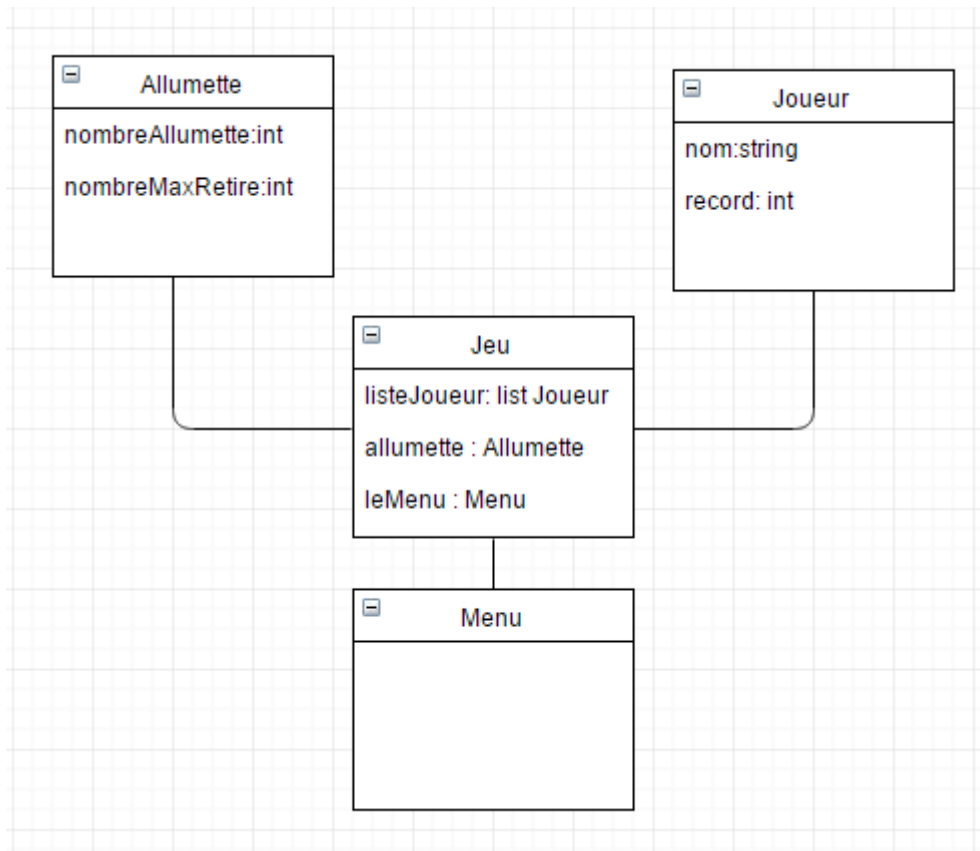 Allumette
nombreAllumette:int
nombreMaxRetire:int
Joueur
nom:string
record: int
Jeu
listeJoueur: list Joueur
allumette : Allumette
leMenu : Menu
Menu